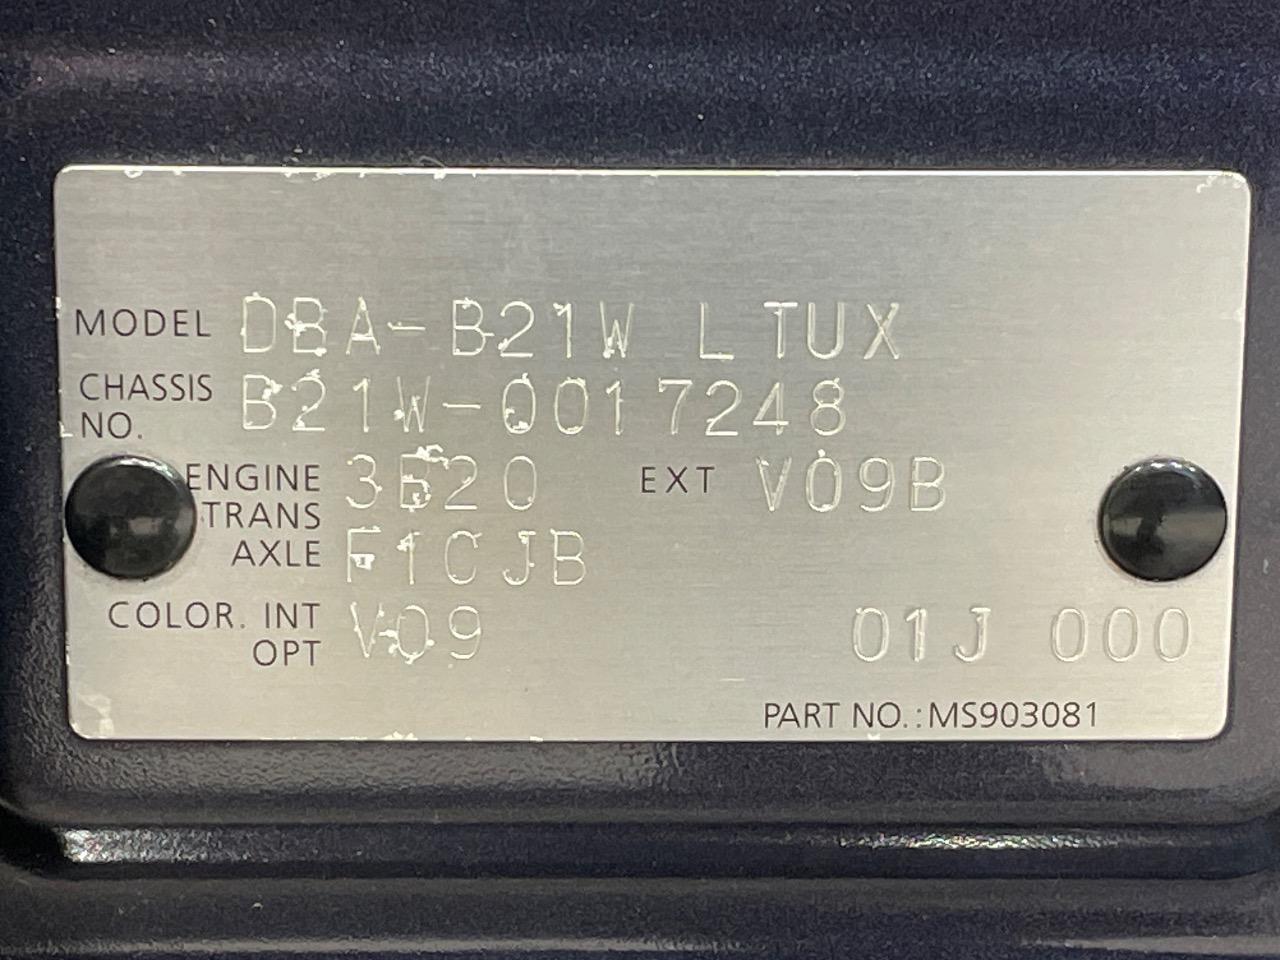 MODEL DBA-B21W LTUX
CHASSIS NO. B21W-0017248
ENGINE 3B20 EXT V09B
TRANS AXLE F1CJB
COLOR. INT OPT V09 01J 000
PART NO.:MS903081